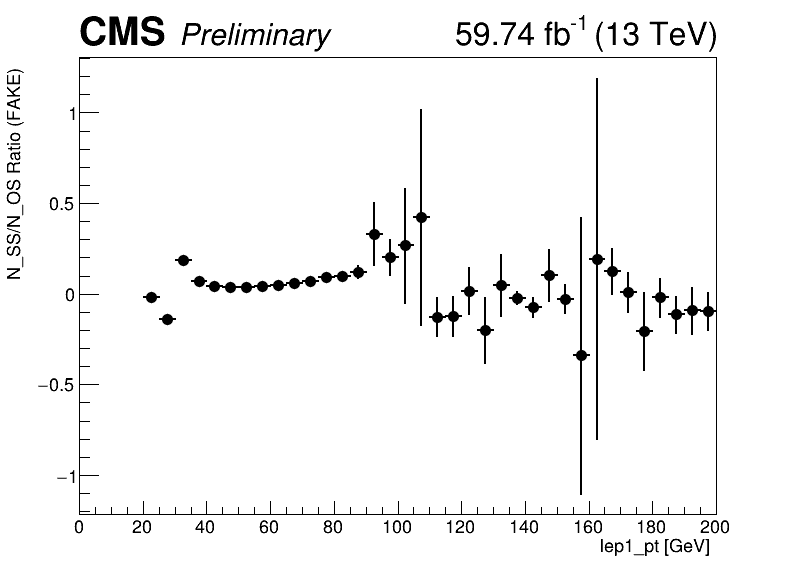 CMS Preliminary 59.74 fb⁻¹ (13 TeV)
N_SS/N_OS Ratio (FAKE)
1
0.5
0
−0.5
−1
0 20 40 60 80 100 120 140 160 180 200
lep1_pt [GeV]